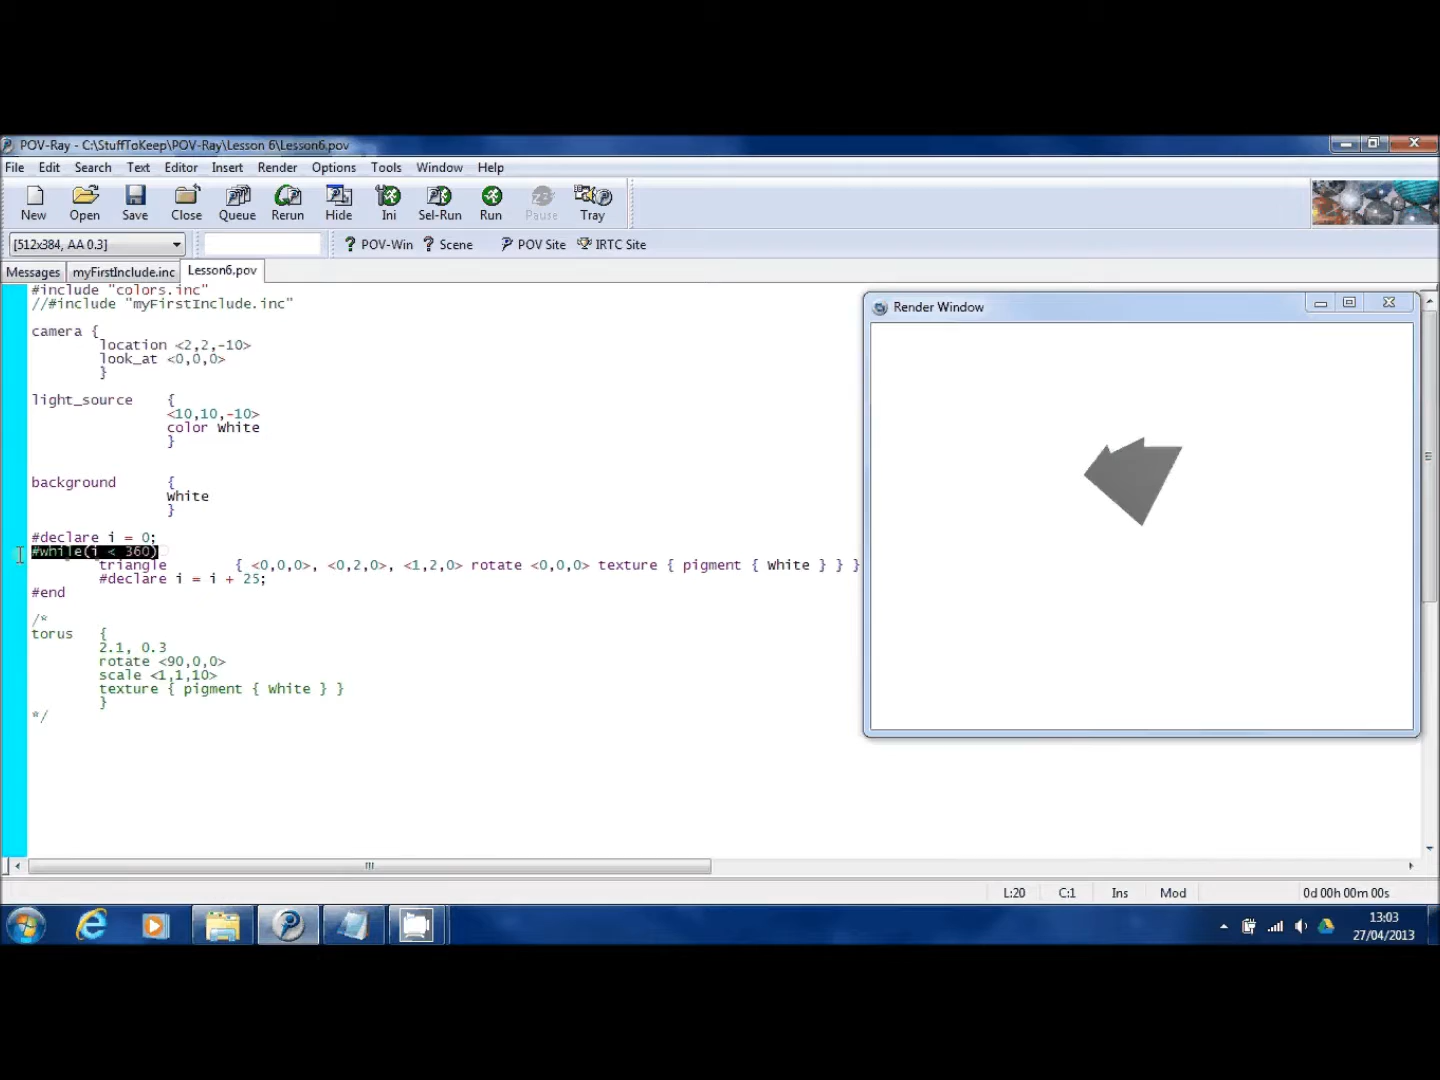 POV-Ray - C:\StuffToKeep\POV-Ray\Lesson 6\Lesson6.pov
File Edit Search Text Editor Insert Render Options Tools Window Help
New Open Save Close Queue Rerun Hide Ini Sel-Run Run Pause Tray
[512x384, AA 0.3] ? POV-Win ? Scene POV Site IRTC Site
Messages myFirstInclude.inc Lesson6.pov
#include "colors.inc"
//#include "myFirstInclude.inc"
camera {
location <2,2,-10>
look_at <0,0,0>
}
light_source {
<10,10,-10>
color White
}
background {
White
}
#declare i = 0;
#while(i < 360)
triangle { <0,0,0>, <0,2,0>, <1,2,0> rotate <0,0,0> texture { pigment { White } } }
#declare i = i + 25;
#end
/*
torus {
2.1, 0.3
rotate <90,0,0>
scale <1,1,10>
texture { pigment { White } }
}
*/
Render Window
L:20 C:1 Ins Mod 0d 00h 00m 00s
13:03
27/04/2013